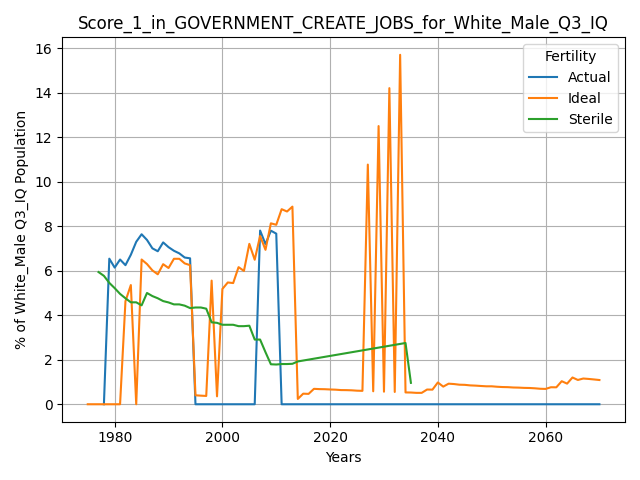 Score_1_in_GOVERNMENT_CREATE_JOBS_for_White_Male_Q3_IQ
Fertility
Actual
Ideal
Sterile
% of White_Male Q3_IQ Population
16
14
12
10
8
6
4
2
0
1980 2000 2020 2040 2060
Years